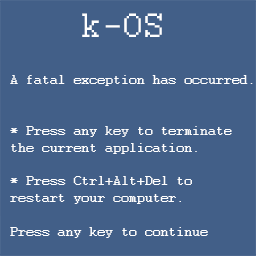 k-OS
A fatal exception has occurred.
* Press any key to terminate
the current application.
* Press Ctrl+Alt+Del to
restart your computer.
Press any key to continue